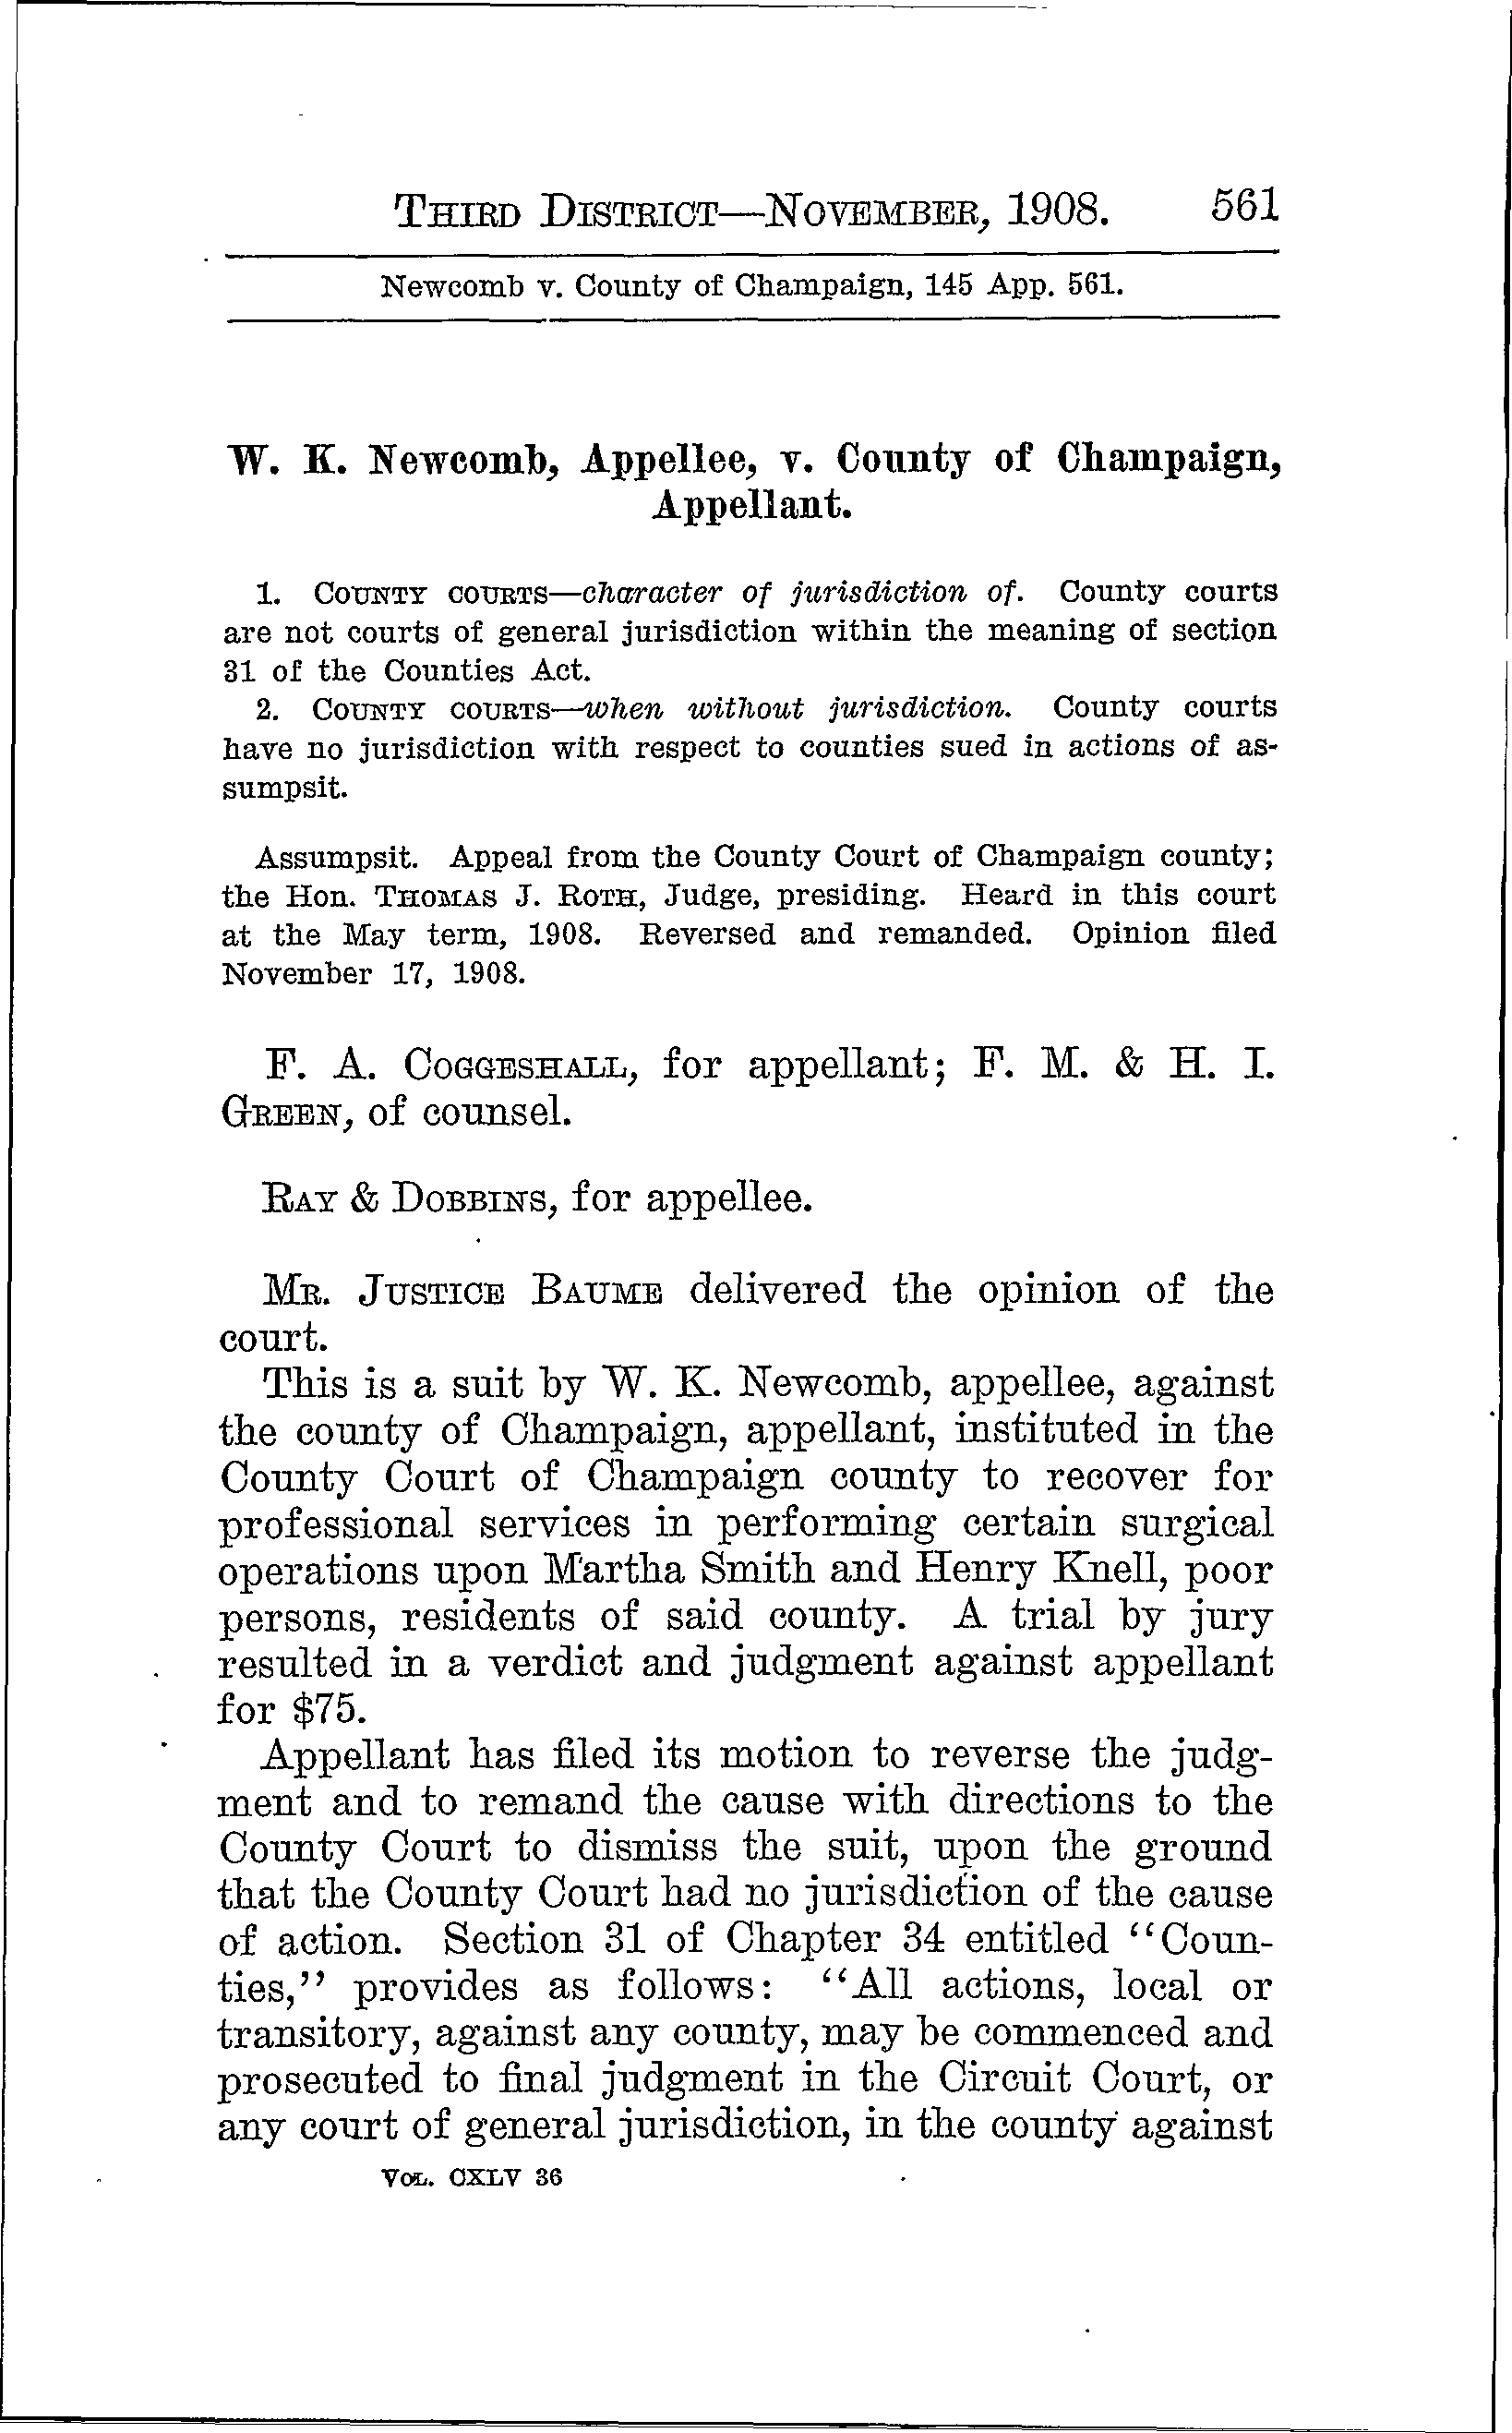 THIRD DISTRICT—NOVEMBER, 1908. 561
Newcomb v. County of Champaign, 145 App. 561.
W. K. Newcomb, Appellee, v. County of Champaign,
Appellant.
1. COUNTY COURTS—character of jurisdiction of. County courts
are not courts of general jurisdiction within the meaning of section
31 of the Counties Act.
2. COUNTY COURTS—when without jurisdiction. County courts
have no jurisdiction with respect to counties sued in actions of as-
sumpsit.
Assumpsit. Appeal from the County Court of Champaign county;
the Hon. THOMAS J. ROTH, Judge, presiding. Heard in this court
at the May term, 1908. Reversed and remanded. Opinion filed
November 17, 1908.
F. A. COGGESHALL, for appellant; F. M. & H. I.
GREEN, of counsel.
RAY & DOBBINS, for appellee.
MR. JUSTICE BAUME delivered the opinion of the
court.
This is a suit by W. K. Newcomb, appellee, against
the county of Champaign, appellant, instituted in the
County Court of Champaign county to recover for
professional services in performing certain surgical
operations upon Martha Smith and Henry Knell, poor
persons, residents of said county. A trial by jury
resulted in a verdict and judgment against appellant
for $75.
Appellant has filed its motion to reverse the judg-
ment and to remand the cause with directions to the
County Court to dismiss the suit, upon the ground
that the County Court had no jurisdiction of the cause
of action. Section 31 of Chapter 34 entitled "Coun-
ties," provides as follows: "All actions, local or
transitory, against any county, may be commenced and
prosecuted to final judgment in the Circuit Court, or
any court of general jurisdiction, in the county against
VOL. CXLV 36